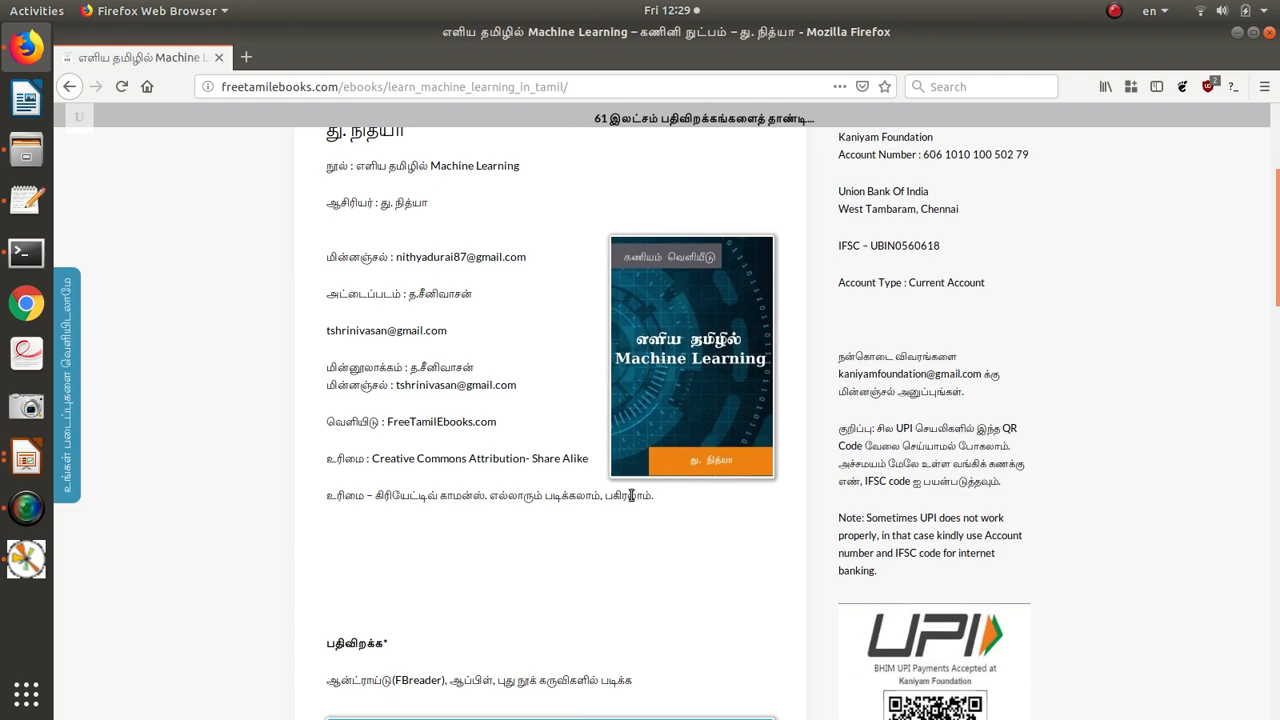 Activities
Firefox Web Browser
Fri 12:29
en
எளிய தமிழில் Machine Learning – கணினி நுட்பம் – து. நித்யா - Mozilla Firefox
எளிய தமிழில் Machine L
freetamilebooks.com/ebooks/learn_machine_learning_in_tamil/
Search
2
U
61 இலட்சம் பதிவிறக்கங்களைத் தாண்டி...
உங்கள் படைப்புகளை வெளியிடலாமே
து. நித்யா
நூல் : எளிய தமிழில் Machine Learning
ஆசிரியர் : து. நித்யா
மின்னஞ்சல் : nithyadurai87@gmail.com
அட்டைப்படம் : த.சீனிவாசன்
tshrinivasan@gmail.com
மின்னூலாக்கம் : த.சீனிவாசன்
மின்னஞ்சல் : tshrinivasan@gmail.com
வெளியிடு : FreeTamilEbooks.com
உரிமை : Creative Commons Attribution- Share Alike
உரிமை – கிரியேட்டிவ் காமன்ஸ். எல்லாரும் படிக்கலாம், பகிரலாம்.
கணியம் வெளியீடு
எளிய தமிழில்
Machine Learning
து. நித்யா
பதிவிறக்க*
ஆன்ட்ராய்டு(FBreader), ஆப்பிள், புது நூக் கருவிகளில் படிக்க
Kaniyam Foundation
Account Number : 606 1010 100 502 79
Union Bank Of India
West Tambaram, Chennai
IFSC – UBIN0560618
Account Type : Current Account
நன்கொடை விவரங்களை
kaniyamfoundation@gmail.com க்கு
மின்னஞ்சல் அனுப்புங்கள்.
குறிப்பு: சில UPI செயலிகளில் இந்த QR
Code வேலை செய்யாமல் போகலாம்.
அச்சமயம் மேலே உள்ள வங்கிக் கணக்கு
எண், IFSC code ஐ பயன்படுத்தவும்.
Note: Sometimes UPI does not work
properly, in that case kindly use Account
number and IFSC code for internet
banking.
UPI
BHIM UPI Payments Accepted at
Kaniyam Foundation